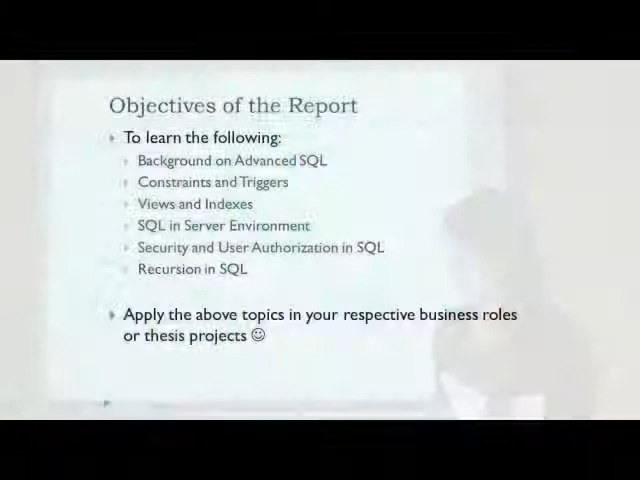 Objectives of the Report
To learn the following:
Background on Advanced SQL
Constraints and Triggers
Views and Indexes
SQL in Server Environment
Security and User Authorization in SQL
Recursion in SQL
Apply the above topics in your respective business roles
or thesis projects ☺